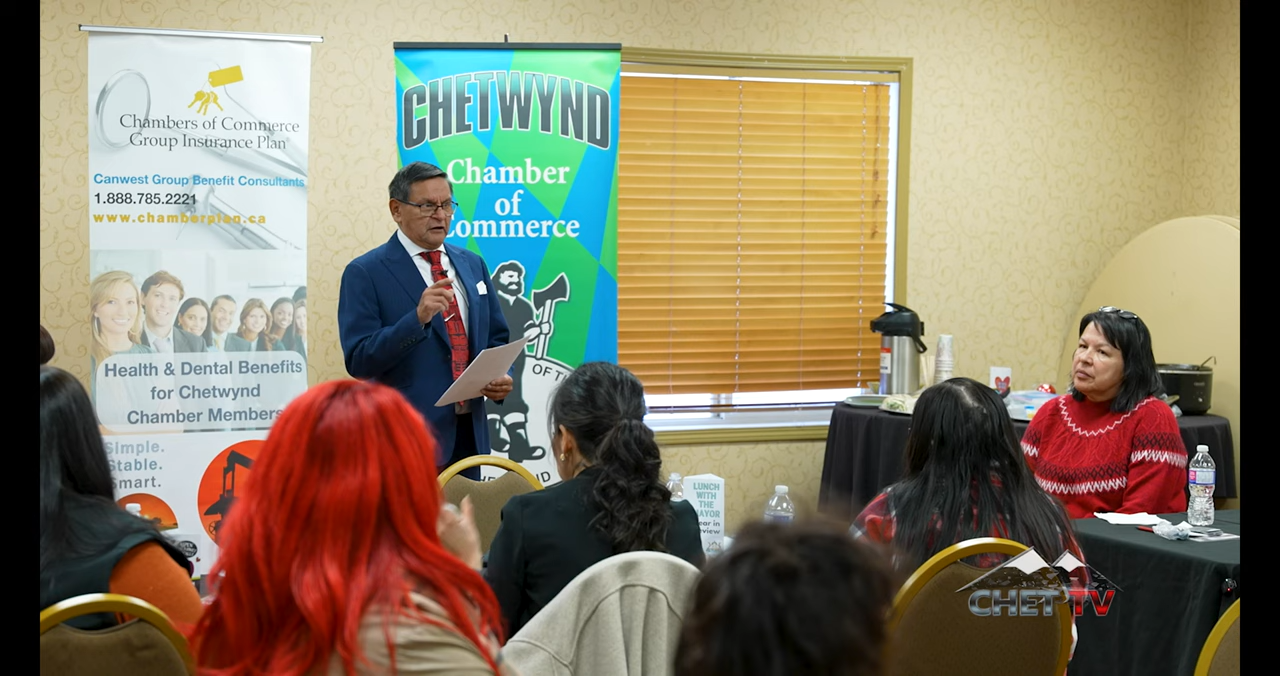 Chambers of Commerce
Group Insurance Plan
Canwest Group Benefit Consultants
1.888.785.2221
www.chamberplan.ca
Health & Dental Benefits
for Chetwynd
Chamber Members
Simple.
Stable.
Smart.
CHETWYND
Chamber
of
Commerce
OF T
LUNCH
WITH THE
MAYOR
CHET TV